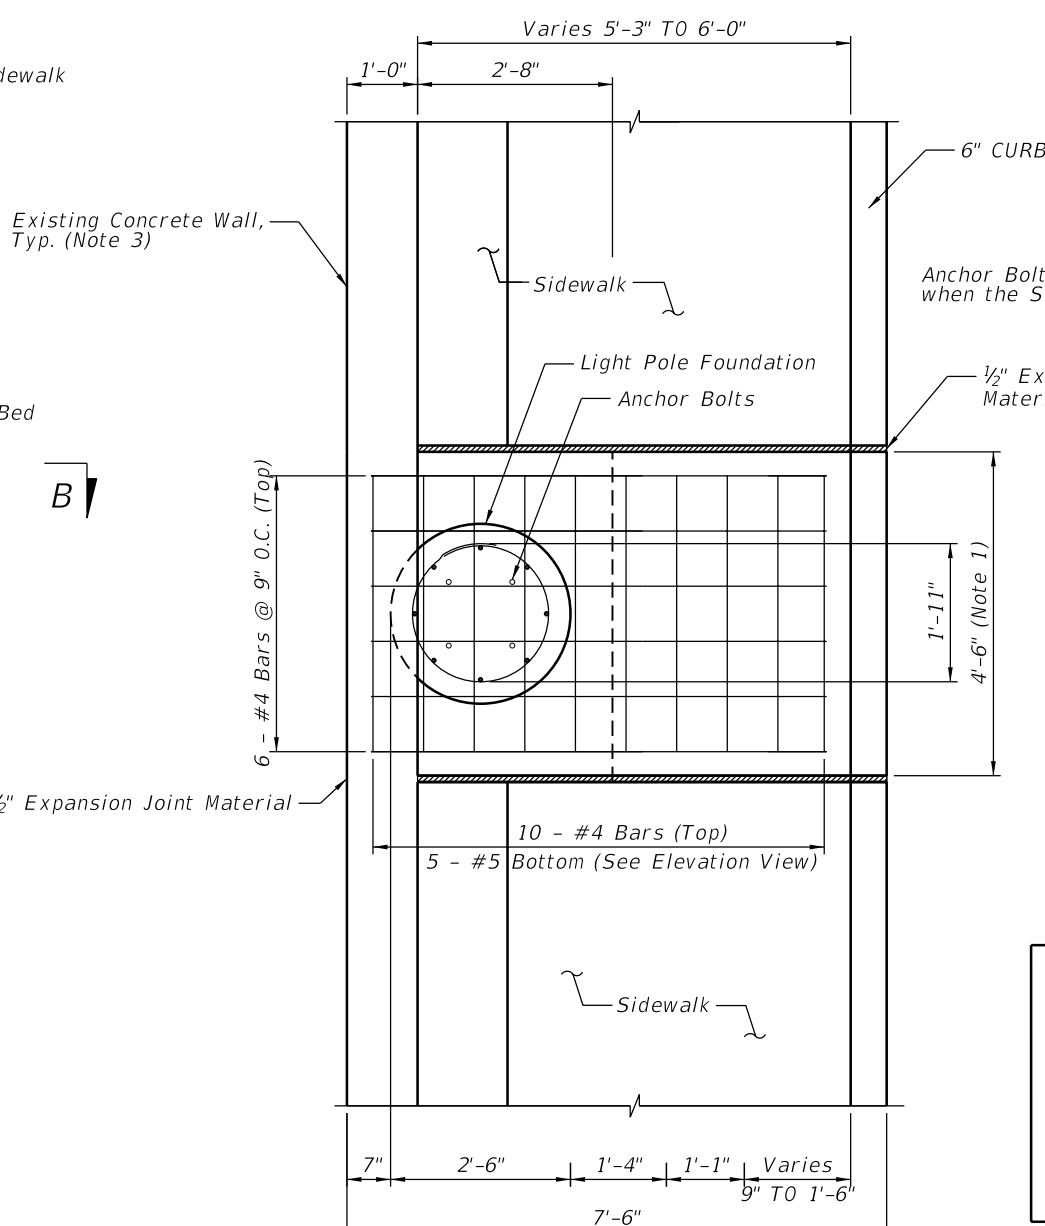 Varies 5'-3" TO 6'-0"
1'-0"
2'-8"
dewalk
6" CURB
Existing Concrete Wall,
Typ. (Note 3)
Sidewalk
Anchor Bolt
when the S
Light Pole Foundation
½" Ex
Mater
Anchor Bolts
Bed
B
6 - #4 Bars @ 9" O.C. (Top)
1'-11"
4'-6" (Note 1)
½" Expansion Joint Material
10 - #4 Bars (Top)
5 - #5 Bottom (See Elevation View)
Sidewalk
7"
2'-6"
1'-4"
1'-1"
Varies
9" TO 1'-6"
7'-6"